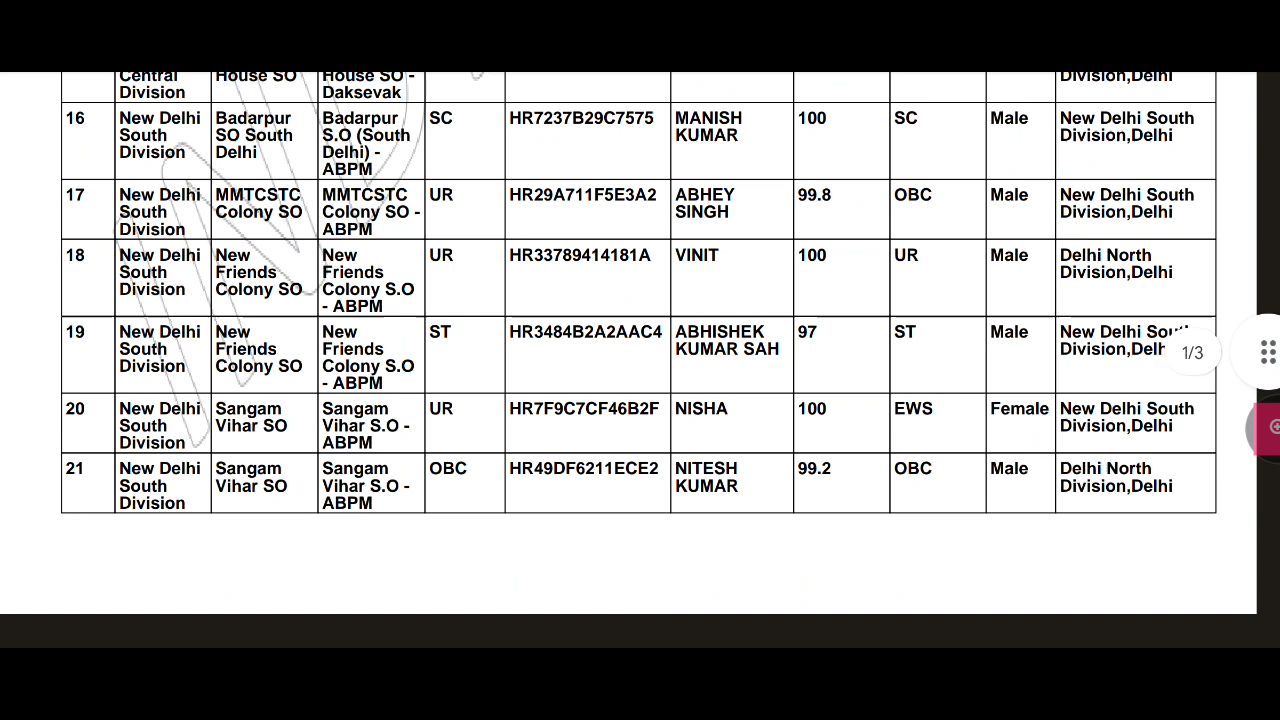 Central House SO House SO - Division,Delhi
Division Daksevak
16 New Delhi Badarpur Badarpur SC HR7237B29C7575 MANISH 100 SC Male New Delhi South
South SO South S.O (South KUMAR Division,Delhi
Division Delhi Delhi) -
ABPM
17 New Delhi MMTCSTC MMTCSTC UR HR29A711F5E3A2 ABHEY 99.8 OBC Male New Delhi South
South Colony SO Colony SO - SINGH Division,Delhi
Division ABPM
18 New Delhi New New UR HR33789414181A VINIT 100 UR Male Delhi North
South Friends Friends Division,Delhi
Division Colony SO Colony S.O
- ABPM
19 New Delhi New New ST HR3484B2A2AAC4 ABHISHEK 97 ST Male New Delhi South
South Friends Friends KUMAR SAH Division,Delh
Division Colony SO Colony S.O
- ABPM
1/3
20 New Delhi Sangam Sangam UR HR7F9C7CF46B2F NISHA 100 EWS Female New Delhi South
South Vihar SO Vihar S.O - Division,Delhi
Division ABPM
21 New Delhi Sangam Sangam OBC HR49DF6211ECE2 NITESH 99.2 OBC Male Delhi North
South Vihar SO Vihar S.O - KUMAR Division,Delhi
Division ABPM